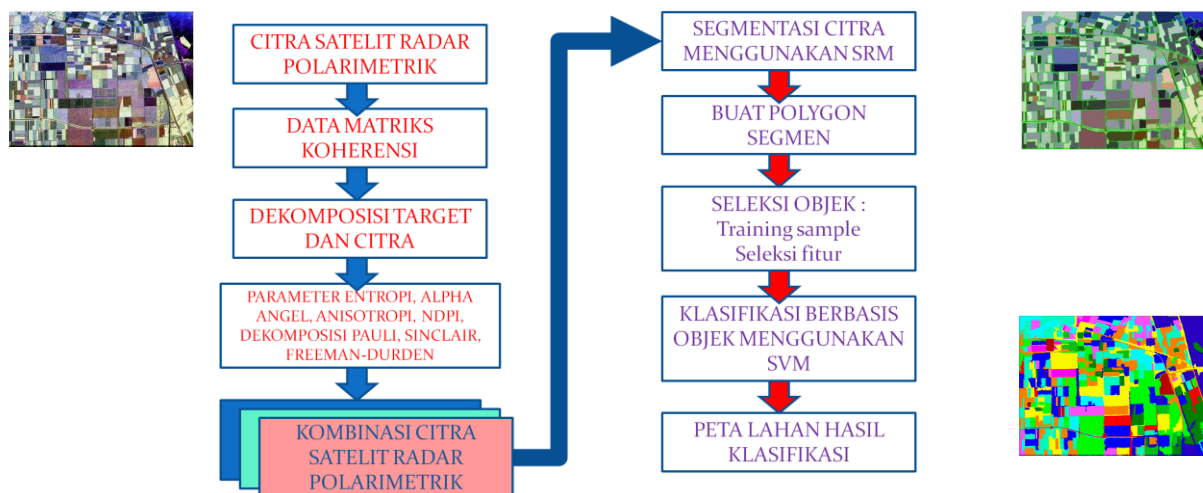 CITRA SATELIT RADAR
POLARIMETRIK
DATA MATRIKS
KOHERENSI
DEKOMPOSISI TARGET
DAN CITRA
PARAMETER ENTROPI, ALPHA
ANGEL, ANISOTROPI, NDPI,
DEKOMPOSISI PAULI, SINCLAIR,
FREEMAN-DURDEN
KOMBINASI CITRA
SATELIT RADAR
POLARIMETRIK
SEGMENTASI CITRA
MENGGUNAKAN SRM
BUAT POLYGON
SEGMEN
SELEKSI OBJEK :
Training sample
Seleksi fitur
KLASIFIKASI BERBASIS
OBJEK MENGGUNAKAN
SVM
PETA LAHAN HASIL
KLASIFIKASI